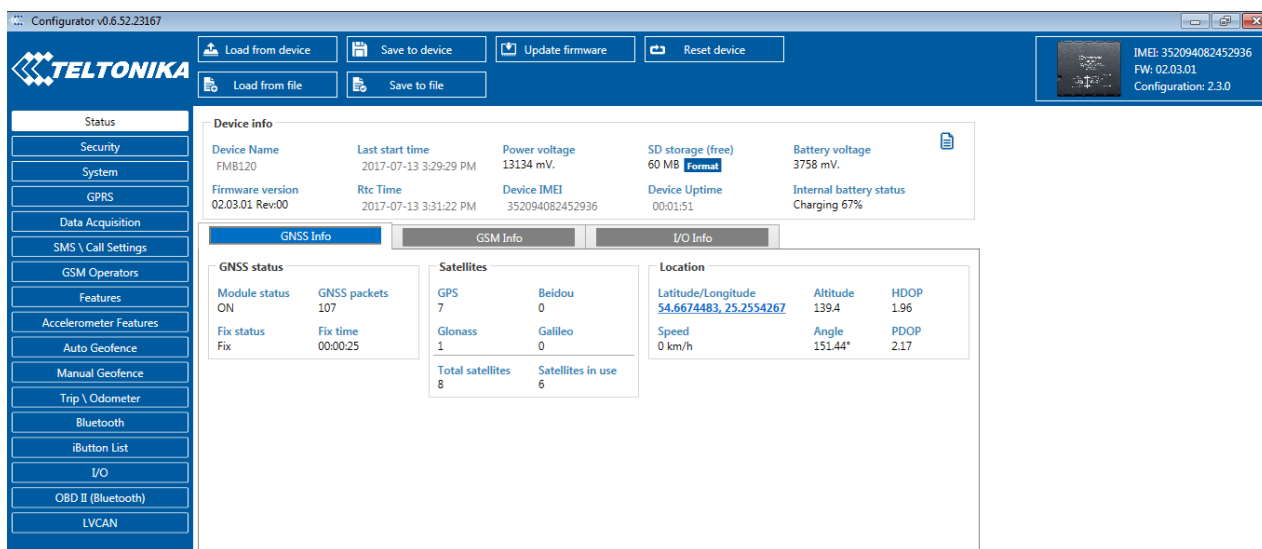 Configurator v0.6.52.23167
TELTONIKA
Load from device
Save to device
Update firmware
Reset device
Load from file
Save to file
IMEI: 352094082452936
FW: 02.03.01
Configuration: 2.3.0
Status
Security
System
GPRS
Data Acquisition
SMS \ Call Settings
GSM Operators
Features
Accelerometer Features
Auto Geofence
Manual Geofence
Trip \ Odometer
Bluetooth
iButton List
I/O
OBD II (Bluetooth)
LVCAN
Device info
Device Name Last start time Power voltage SD storage (free) Battery voltage
FMB120 2017-07-13 3:29:29 PM 13134 mV. 60 MB Format 3758 mV.
Firmware version Rtc Time Device IMEI Device Uptime Internal battery status
02.03.01 Rev:00 2017-07-13 3:31:22 PM 352094082452936 00:01:51 Charging 67%
GNSS Info GSM Info I/O Info
GNSS status
Module status GNSS packets
ON 107
Fix status Fix time
Fix 00:00:25
Satellites
GPS Beidou
7 0
Glonass Galileo
1 0
Total satellites Satellites in use
8 6
Location
Latitude/Longitude Altitude HDOP
54.6674483, 25.2554267 139.4 1.96
Speed Angle PDOP
0 km/h 151.44° 2.17